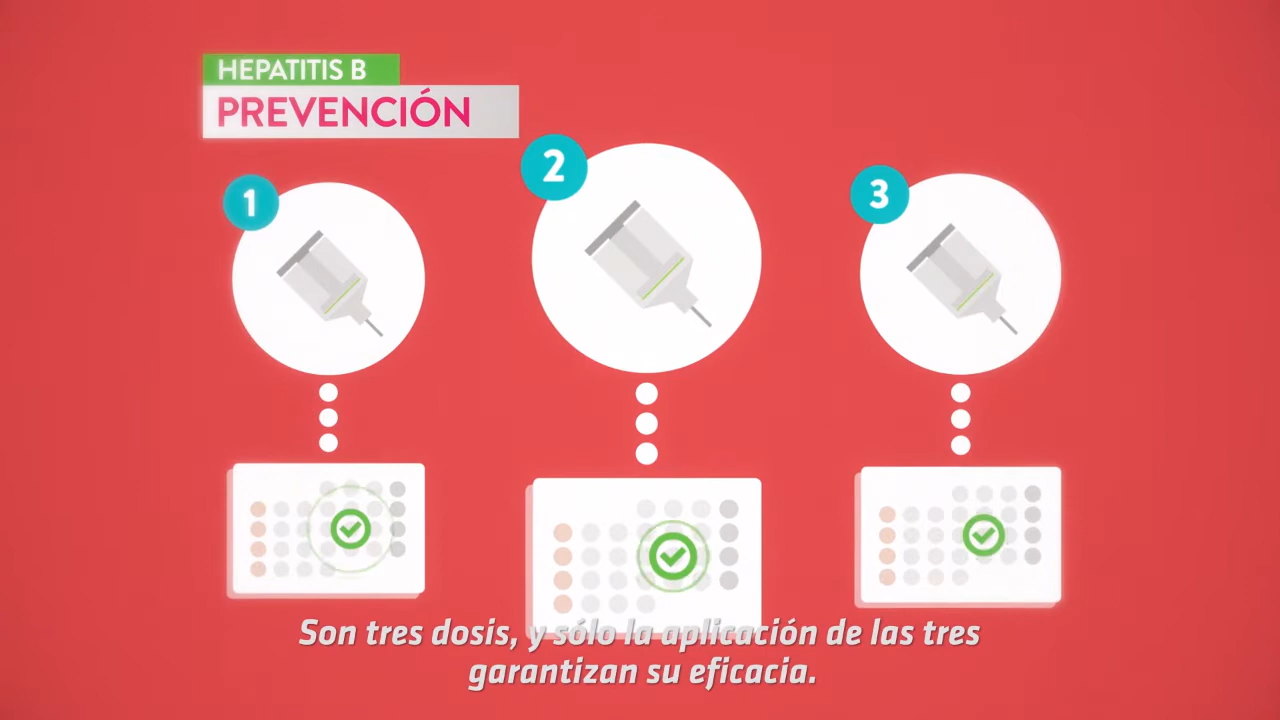 HEPATITIS B
PREVENCIÓN
1
2
3
Son tres dosis, y sólo la aplicación de las tres
garantizan su eficacia.